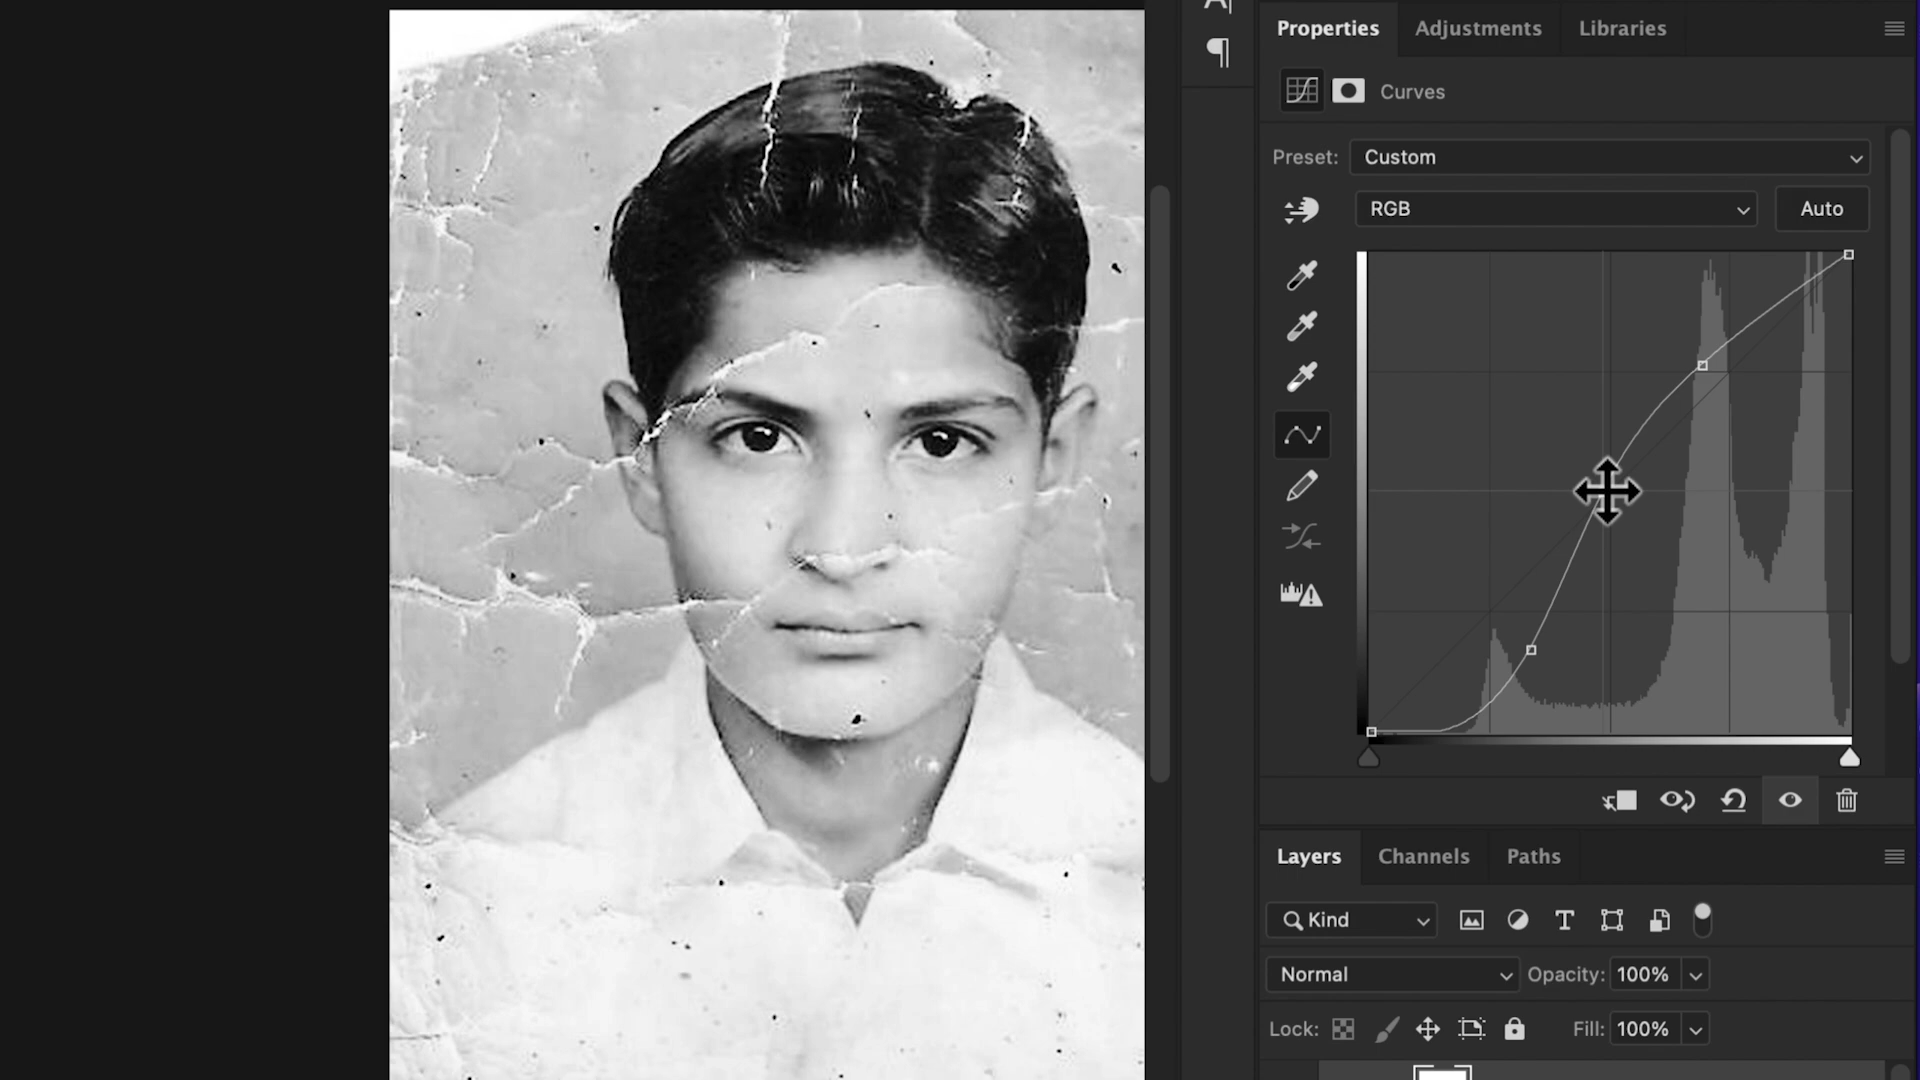 Properties
Adjustments
Libraries
Curves
Preset: Custom
RGB
Auto
Layers
Channels
Paths
Kind
Normal
Opacity: 100%
Lock:
Fill: 100%